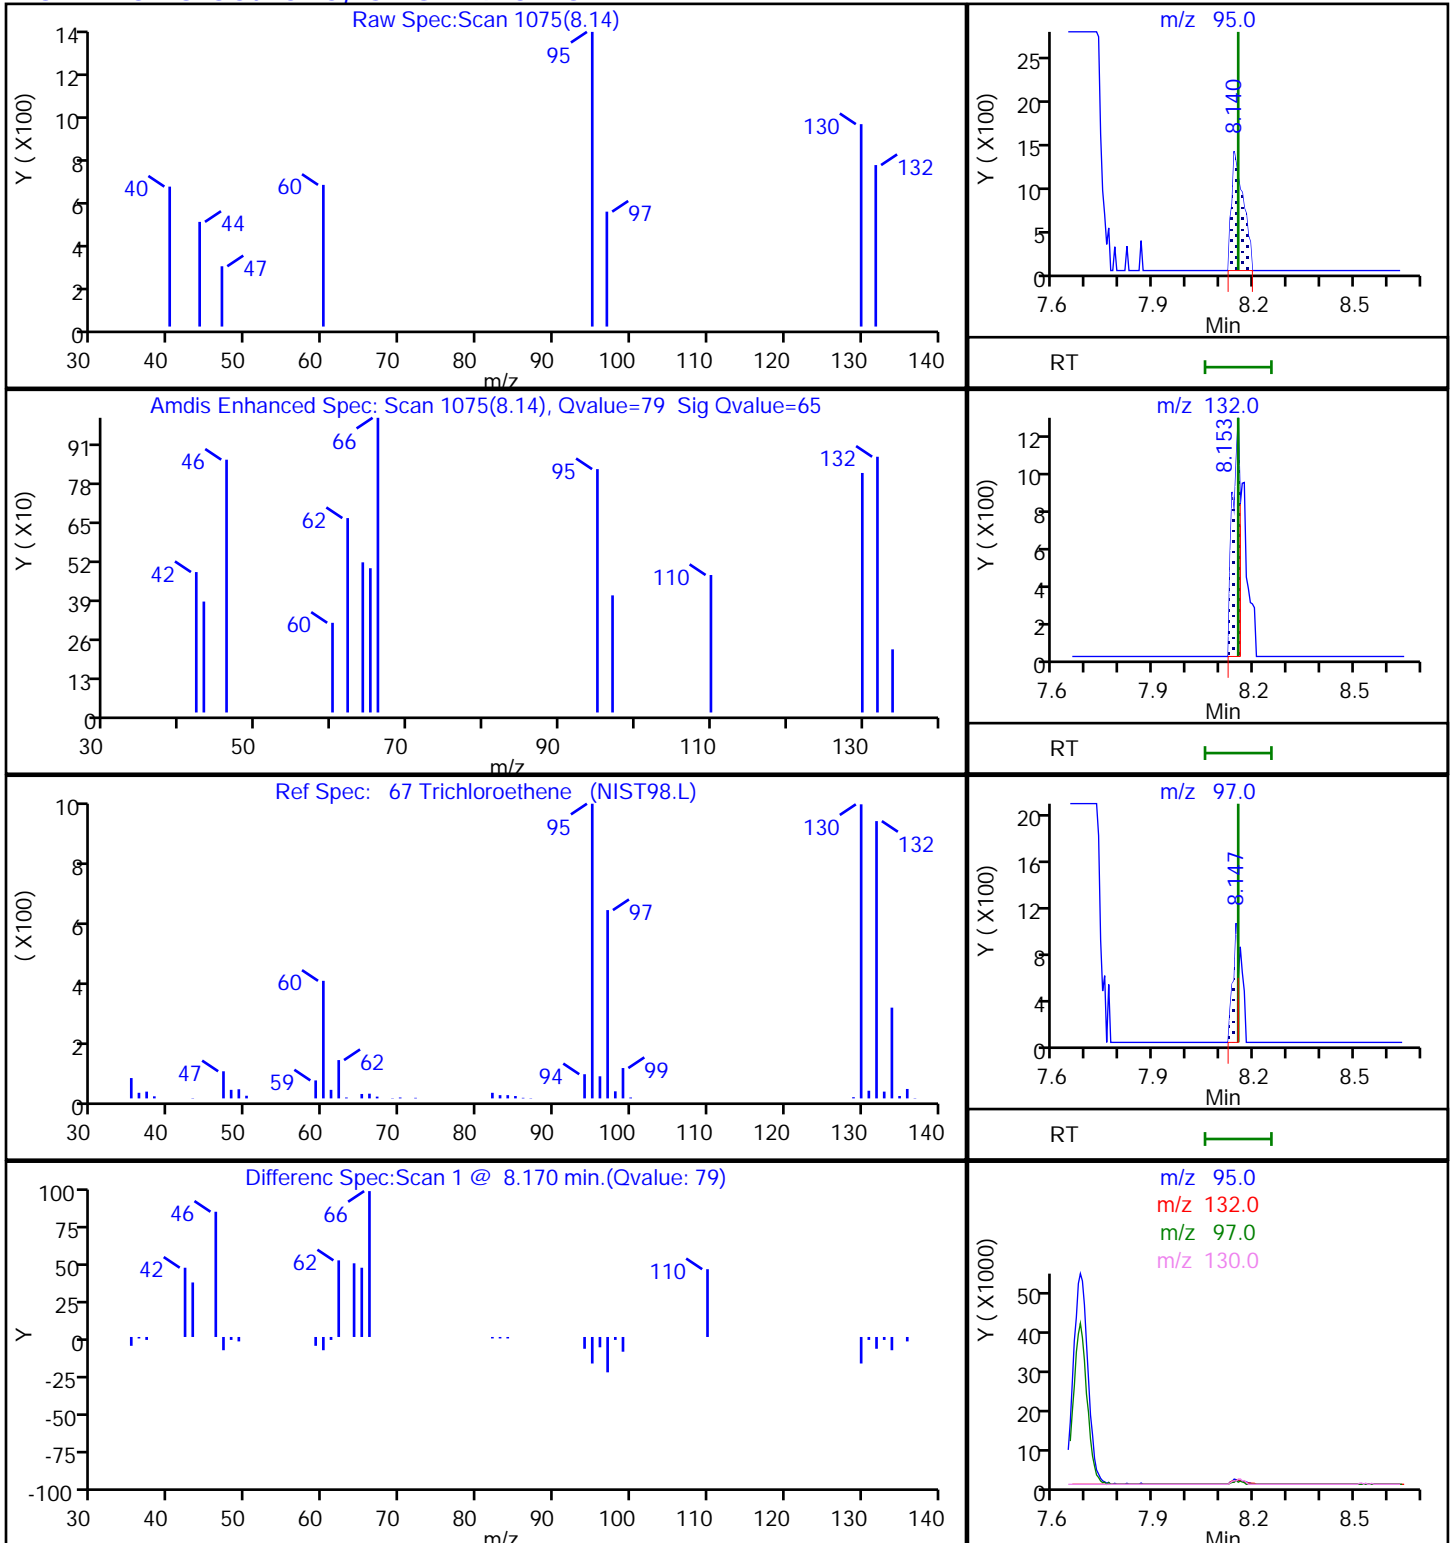 Raw Spec:Scan 1075(8.14)
Y ( X100)
14
12
10
8
6
4
2
0
40
44
47
60
95
97
130
132
30 40 50 60 70 80 90 100 110 120 130 140
m/z
m/z 95.0
Y ( X100)
25
20
15
10
5
0
8.140
7.6 7.9 8.2 8.5
Min
RT
Amdis Enhanced Spec: Scan 1075(8.14), Qvalue=79 Sig Qvalue=65
Y ( X10)
91
78
65
52
39
26
13
0
42
46
60
62
66
95
110
132
30 50 70 90 110 130
m/z
m/z 132.0
Y ( X100)
12
10
8
6
4
2
0
8.153
7.6 7.9 8.2 8.5
Min
RT
Ref Spec: 67 Trichloroethene (NIST98.L)
( X100)
10
8
6
4
2
0
47
59
60
62
94
95
97
99
130
132
30 40 50 60 70 80 90 100 110 120 130 140
m/z
m/z 97.0
Y ( X100)
20
16
12
8
4
0
8.147
7.6 7.9 8.2 8.5
Min
RT
Differenc Spec:Scan 1 @ 8.170 min.(Qvalue: 79)
Y
100
75
50
25
0
-25
-50
-75
-100
42
46
62
66
110
30 40 50 60 70 80 90 100 110 120 130 140
m/z
m/z 95.0
m/z 132.0
m/z 97.0
m/z 130.0
Y ( X1000)
50
40
30
20
10
0
7.6 7.9 8.2 8.5
Min